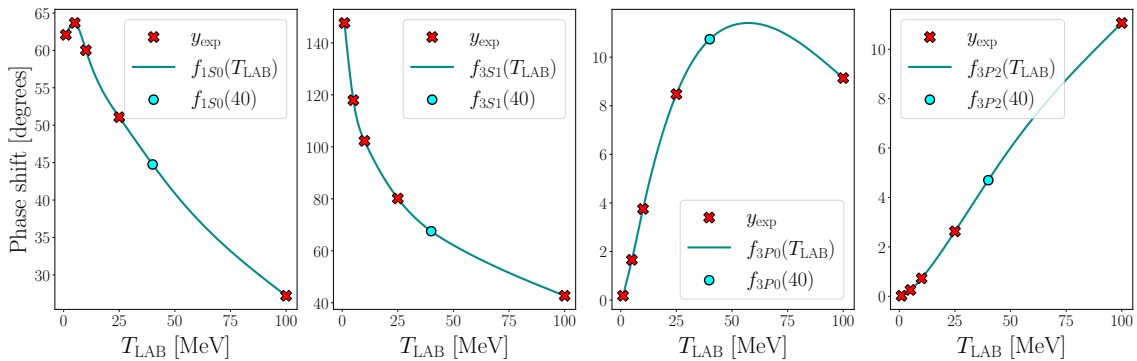 Phase shift [degrees]
65
60
55
50
45
40
35
30
0
25
50
75
100
T_LAB [MeV]
y_exp
f_1S0(T_LAB)
f_1S0(40)
140
120
100
80
60
40
0
25
50
75
100
T_LAB [MeV]
y_exp
f_3S1(T_LAB)
f_3S1(40)
10
8
6
4
2
0
0
25
50
75
100
T_LAB [MeV]
y_exp
f_3P0(T_LAB)
f_3P0(40)
10
8
6
4
2
0
0
25
50
75
100
T_LAB [MeV]
y_exp
f_3P2(T_LAB)
f_3P2(40)